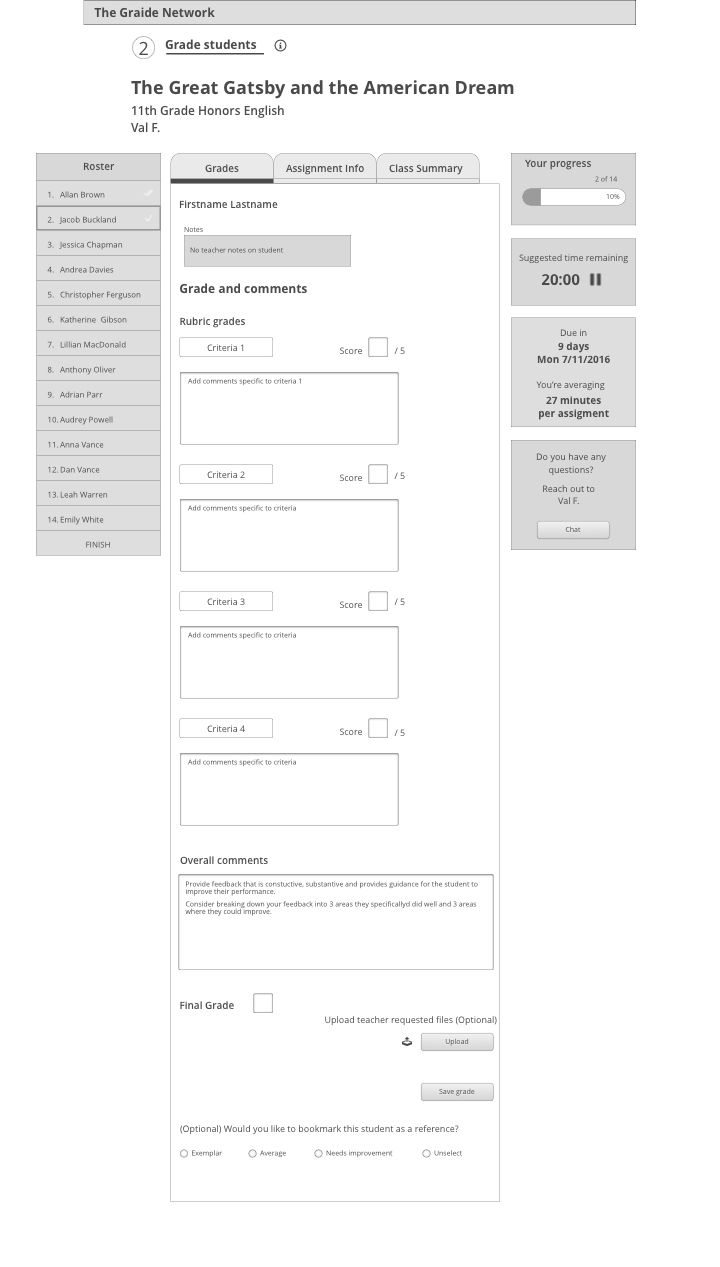 The Graide Network
2 Grade students
The Great Gatsby and the American Dream
11th Grade Honors English
Val F.
Roster
1. Allan Brown
2. Jacob Buckland
3. Jessica Chapman
4. Andrea Davies
5. Christopher Ferguson
6. Katherine Gibson
7. Lillian MacDonald
8. Anthony Oliver
9. Adrian Parr
10. Audrey Powell
11. Anna Vance
12. Dan Vance
13. Leah Warren
14. Emily White
FINISH
Grades
Assignment Info
Class Summary
Firstname Lastname
Notes
No teacher notes on student
Grade and comments
Rubric grades
Criteria 1
Score / 5
Add comments specific to criteria 1
Criteria 2
Score / 5
Add comments specific to criteria
Criteria 3
Score / 5
Add comments specific to criteria
Criteria 4
Score / 5
Add comments specific to criteria
Overall comments
Provide feedback that is constuctive, substantive and provides guidance for the student to
improve their performance.
Consider breaking down your feedback into 3 areas they specificallyd did well and 3 areas
where they could improve.
Final Grade
Upload teacher requested files (Optional)
Upload
Save grade
(Optional) Would you like to bookmark this student as a reference?
Exemplar
Average
Needs improvement
Unselect
Your progress
2 of 14
10%
Suggested time remaining
20:00
Due in
9 days
Mon 7/11/2016
You're averaging
27 minutes
per assigment
Do you have any
questions?
Reach out to
Val F.
Chat